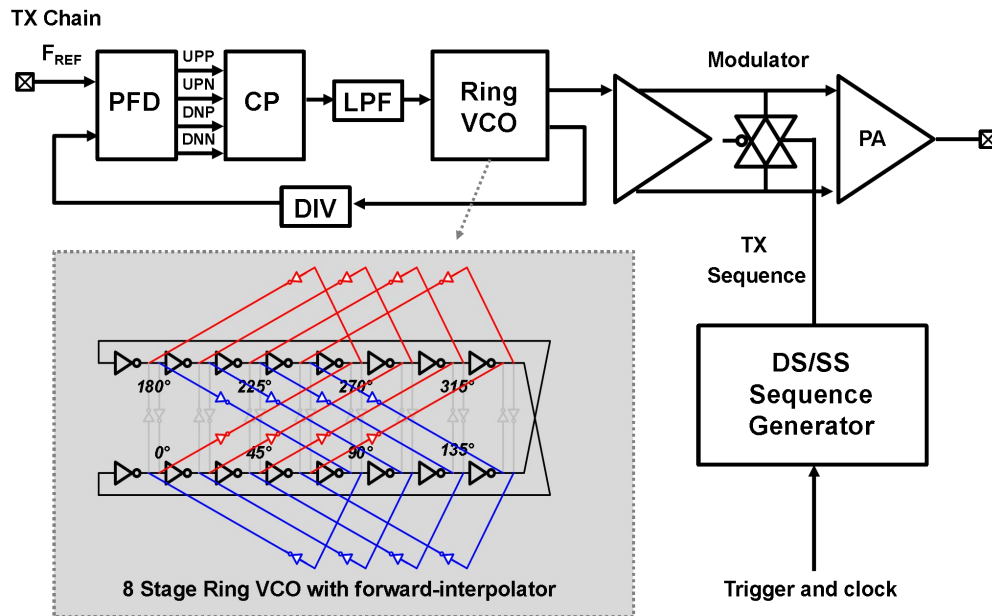 TX Chain
FREF
PFD
UPP
UPN
DNP
DNN
CP
LPF
Ring
VCO
DIV
Modulator
PA
TX
Sequence
DS/SS
Sequence
Generator
Trigger and clock
180°
225°
270°
315°
0°
45°
90°
135°
8 Stage Ring VCO with forward-interpolator